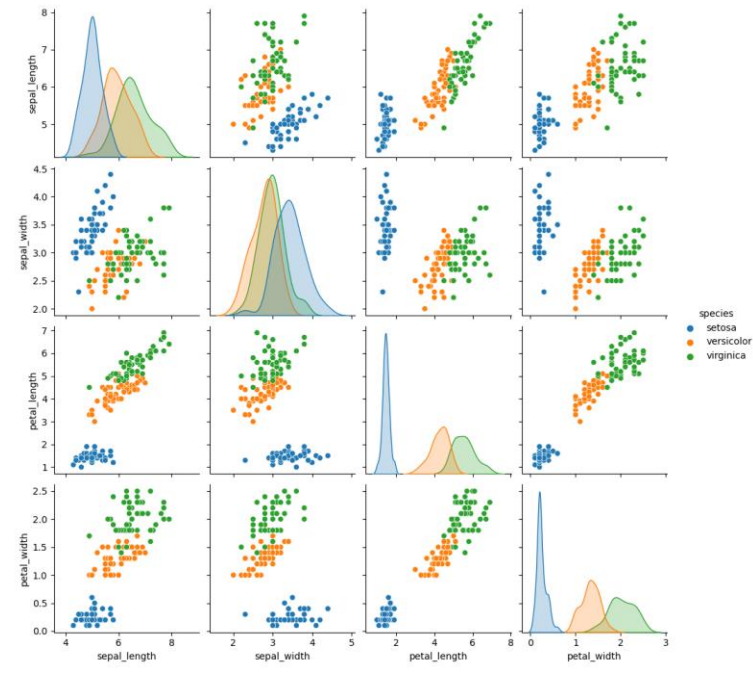 8
7
6
5
sepal_length
4.5
4.0
3.5
3.0
2.5
2.0
sepal_width
species
setosa
versicolor
virginica
7
6
5
4
3
2
1
petal_length
2.5
2.0
1.5
1.0
0.5
0.0
petal_width
4 6 8
sepal_length
2 3 4 5
sepal_width
2 4 6 8
petal_length
0 1 2 3
petal_width